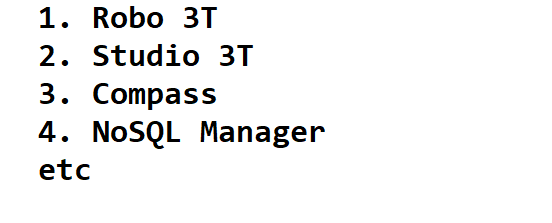 1. Robo 3T
2. Studio 3T
3. Compass
4. NoSQL Manager
etc